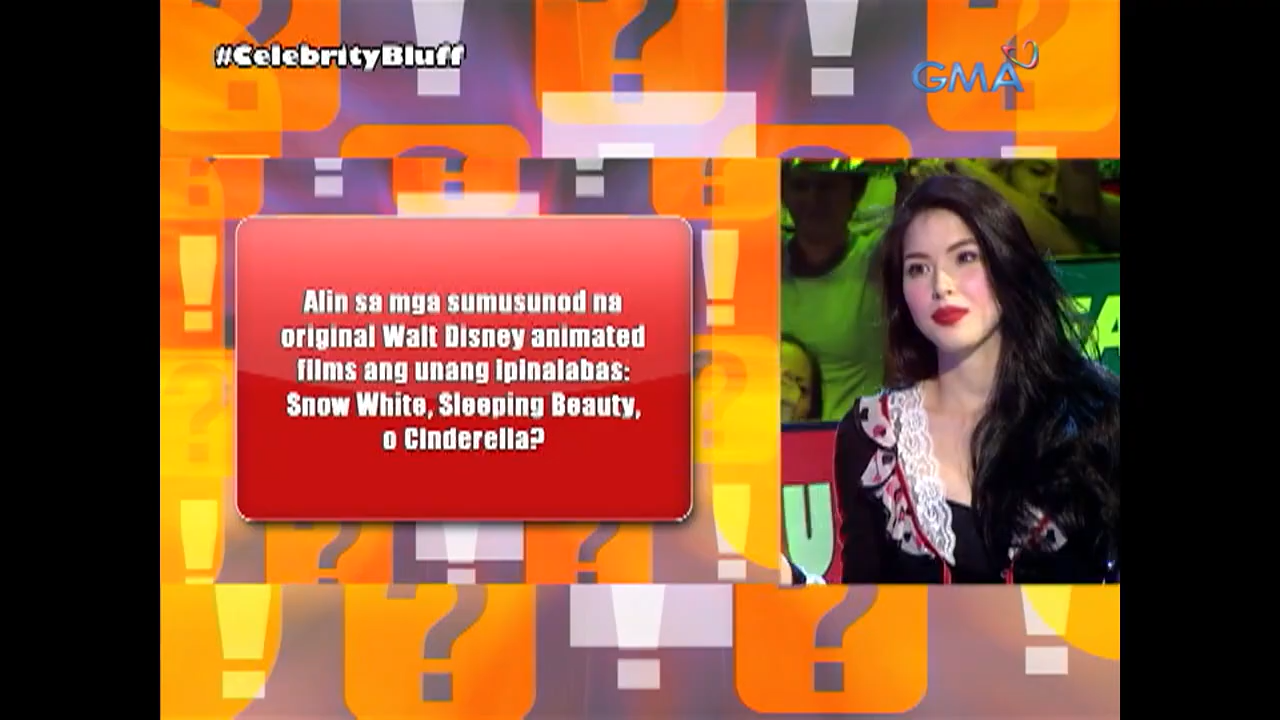 #CelebrityBluff
GMA
Alin sa mga sumusunod na
original Walt Disney animated
films ang unang ipinalabas:
Snow White, Sleeping Beauty,
o Cinderella?
TA
U